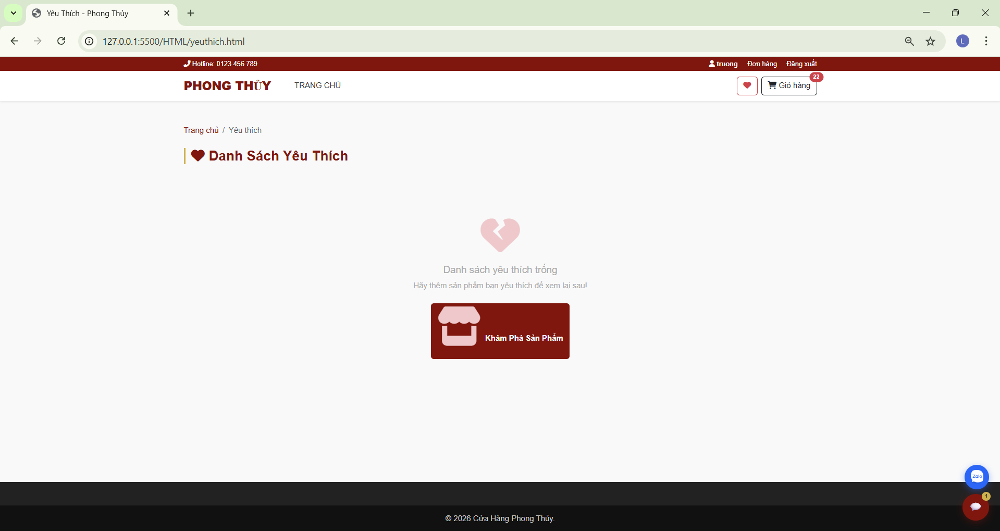 Yêu Thích - Phong Thủy
127.0.0.1:5500/HTML/yeuthich.html
L
Hotline: 0123 456 789
truong Đơn hàng Đăng xuất
PHONG THỦY TRANG CHỦ
Giỏ hàng 22
Trang chủ / Yêu thích
Danh Sách Yêu Thích
Danh sách yêu thích trống
Hãy thêm sản phẩm bạn yêu thích để xem lại sau!
Khám Phá Sản Phẩm
Zalo
1
© 2026 Cửa Hàng Phong Thủy.